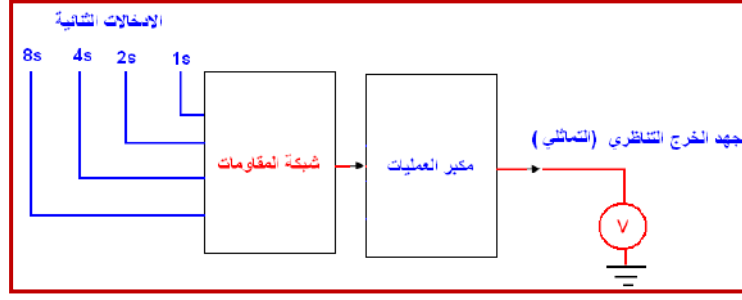 الادخالات الثنائية
8s 4s 2s 1s
شبكة المقاومات
مكبر العمليات
جهد الخرج التناظري (التماثلي)
V